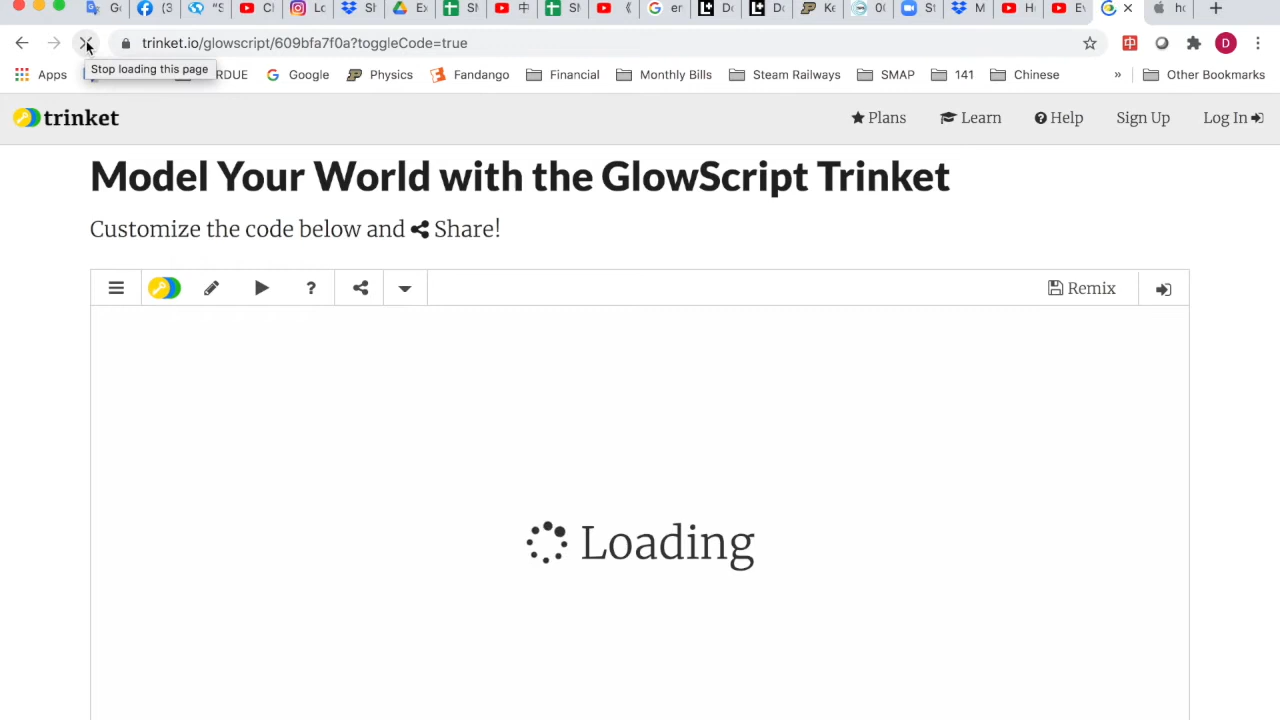 Stop loading this page
trinket.io/glowscript/609bfa7f0a?toggleCode=true
D
Apps RDUE Google Physics Fandango Financial Monthly Bills Steam Railways SMAP 141 Chinese » Other Bookmarks
trinket Plans Learn Help Sign Up Log In
Model Your World with the GlowScript Trinket
Customize the code below and Share!
? Remix
Loading